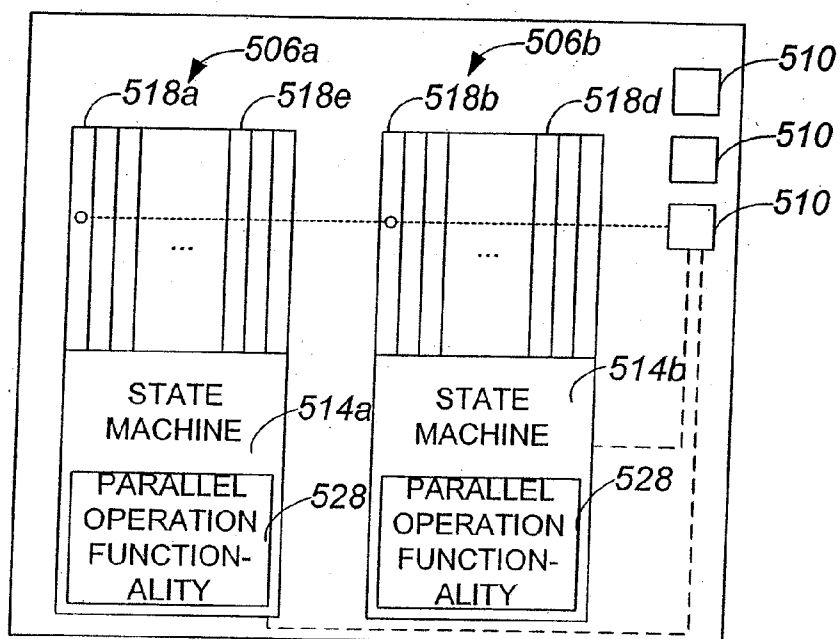 506a
506b
510
518a
518e
518b
518d
510
510
...
...
STATE
MACHINE
514a
STATE
MACHINE
514b
PARALLEL
OPERATION
FUNCTION-
ALITY
528
PARALLEL
OPERATION
FUNCTION-
ALITY
528